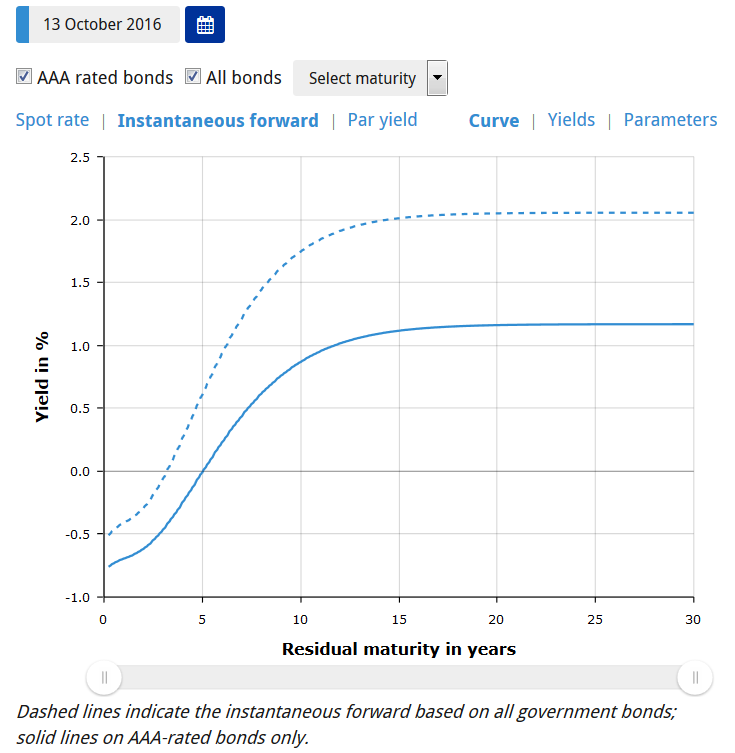 13 October 2016
AAA rated bonds All bonds Select maturity
Spot rate | Instantaneous forward | Par yield Curve | Yields | Parameters
2.5
2.0
1.5
1.0
0.5
0.0
-0.5
-1.0
Yield in %
0 5 10 15 20 25 30
Residual maturity in years
Dashed lines indicate the instantaneous forward based on all government bonds;
solid lines on AAA-rated bonds only.